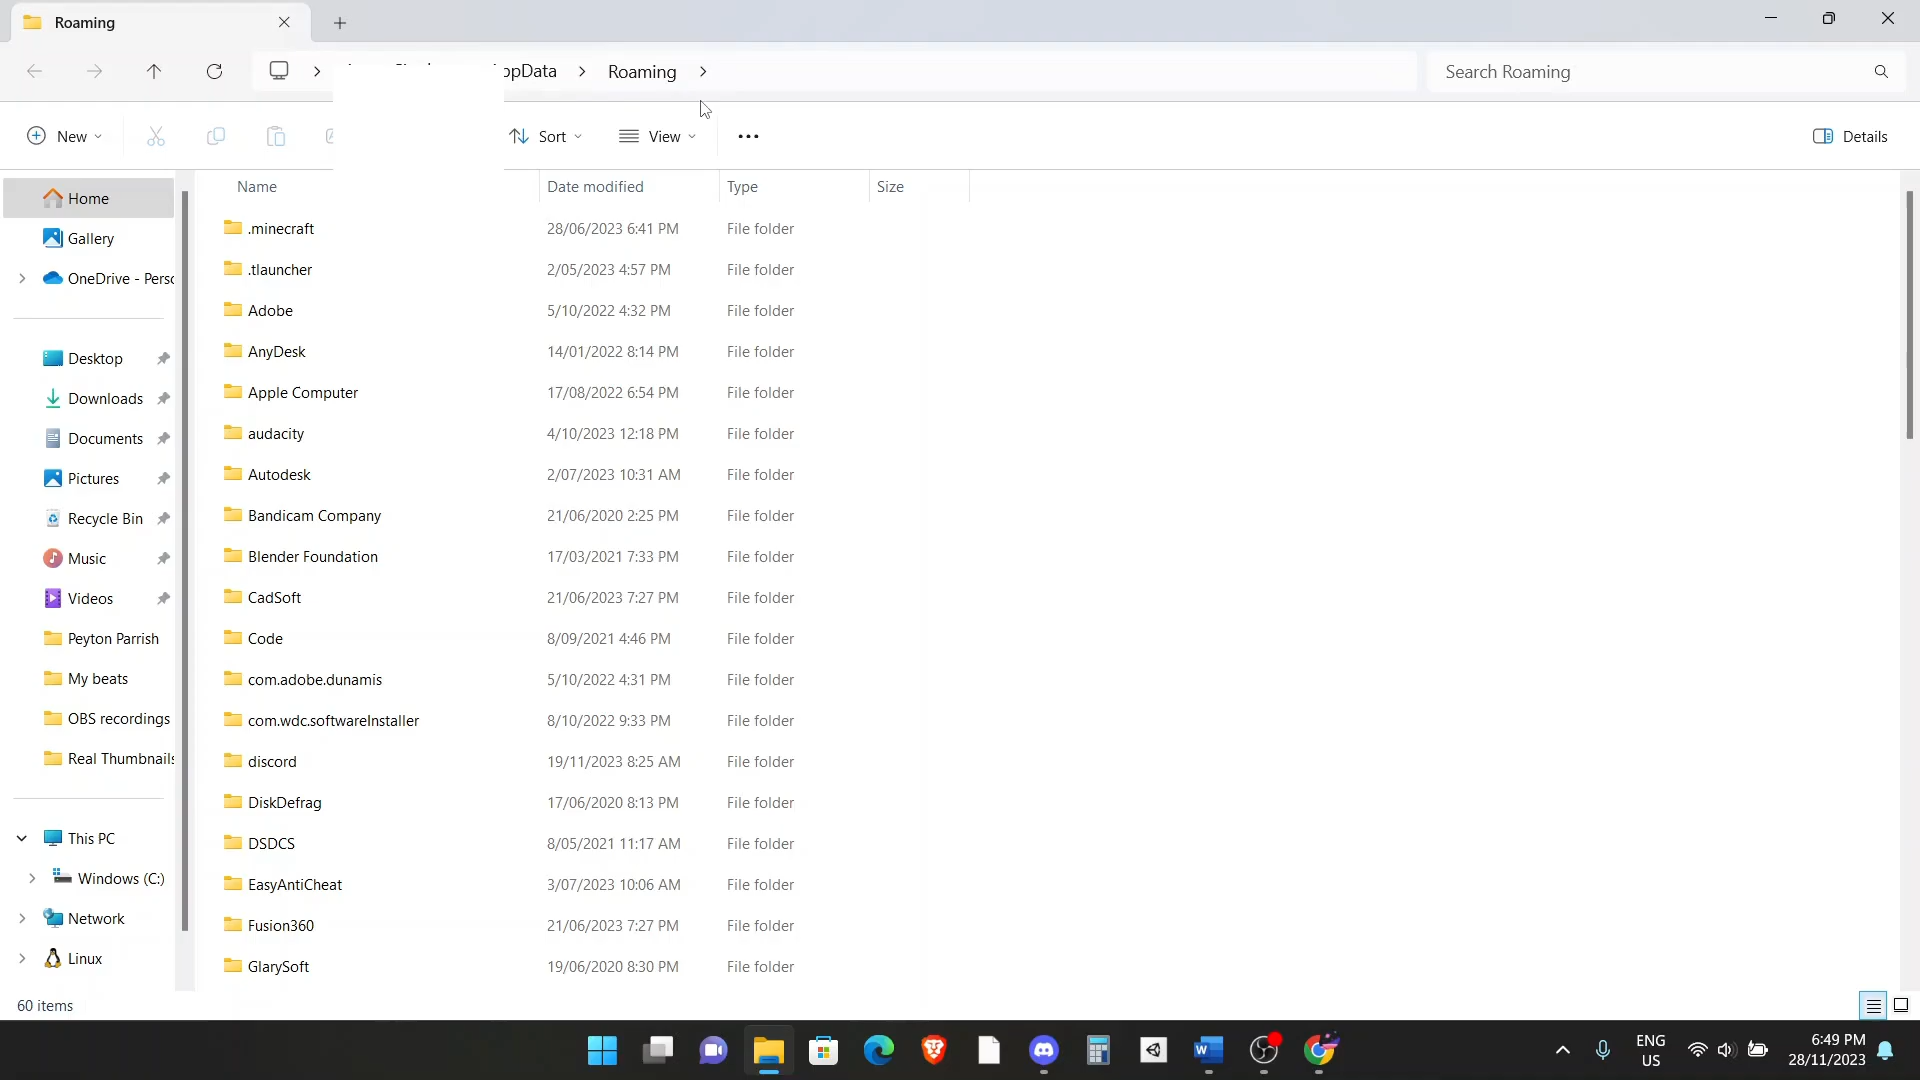 Roaming
Roaming
Search Roaming
New
Sort
View
Details
Name Date modified Type Size
Home
Gallery
OneDrive - Perso
Desktop
Downloads
Documents
Pictures
Recycle Bin
Music
Videos
Peyton Parrish
My beats
OBS recordings
Real Thumbnails
This PC
Windows (C:)
Network
Linux
.minecraft 28/06/2023 6:41 PM File folder
.tlauncher 2/05/2023 4:57 PM File folder
Adobe 5/10/2022 4:32 PM File folder
AnyDesk 14/01/2022 8:14 PM File folder
Apple Computer 17/08/2022 6:54 PM File folder
audacity 4/10/2023 12:18 PM File folder
Autodesk 2/07/2023 10:31 AM File folder
Bandicam Company 21/06/2020 2:25 PM File folder
Blender Foundation 17/03/2021 7:33 PM File folder
CadSoft 21/06/2023 7:27 PM File folder
Code 8/09/2021 4:46 PM File folder
com.adobe.dunamis 5/10/2022 4:31 PM File folder
com.wdc.softwareInstaller 8/10/2022 9:33 PM File folder
discord 19/11/2023 8:25 AM File folder
DiskDefrag 17/06/2020 8:13 PM File folder
DSDCS 8/05/2021 11:17 AM File folder
EasyAntiCheat 3/07/2023 10:06 AM File folder
Fusion360 21/06/2023 7:27 PM File folder
GlarySoft 19/06/2020 8:30 PM File folder
60 items
ENG
US
6:49 PM
28/11/2023